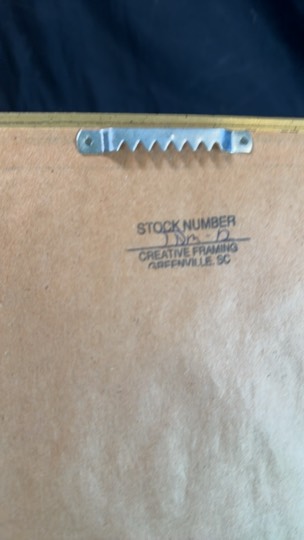 STOCK NUMBER
CREATIVE FRAMING
GREENVILLE, SC